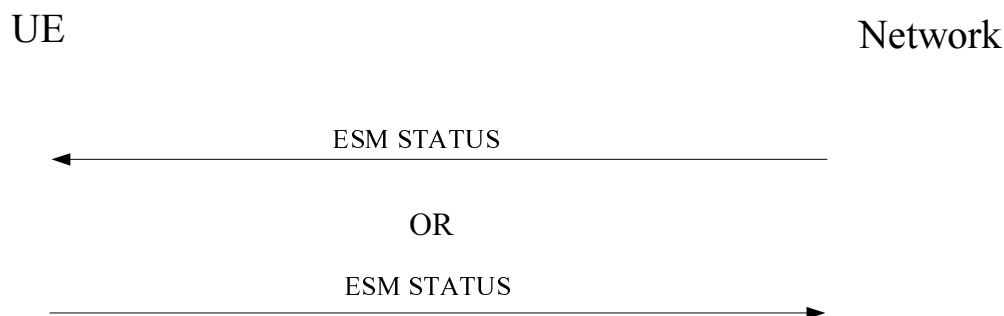 UE
Network
ESM STATUS
OR
ESM STATUS